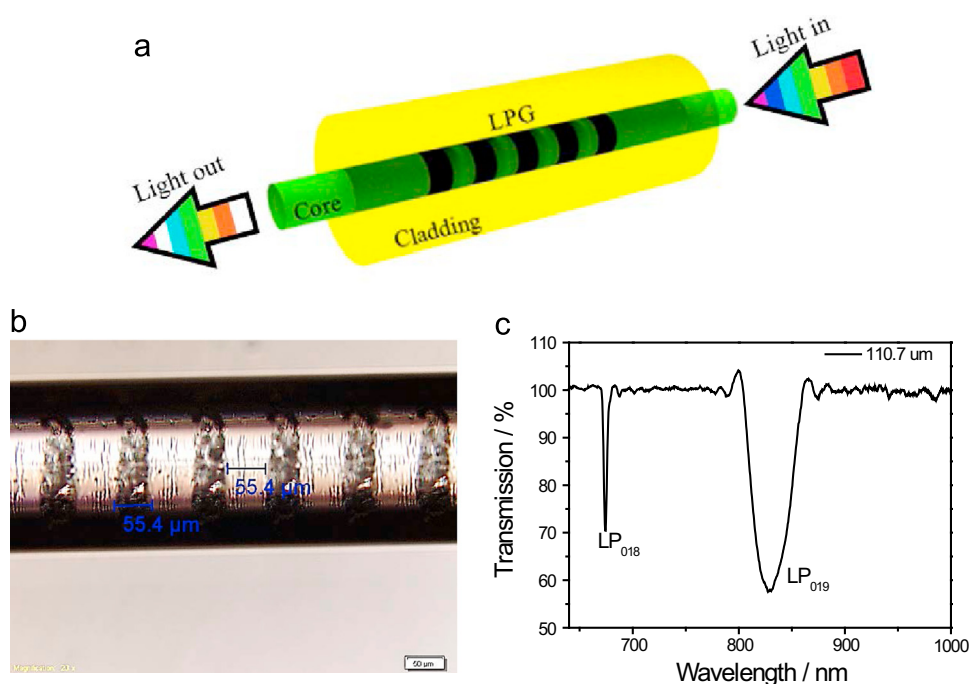 a
Light in
LPG
Light out
Core
Cladding
b
55.4 µm
55.4 µm
50 µm
c
110.7 um
110
100
90
80
70
60
50
Transmission / %
LP018
LP019
700
800
900
1000
Wavelength / nm